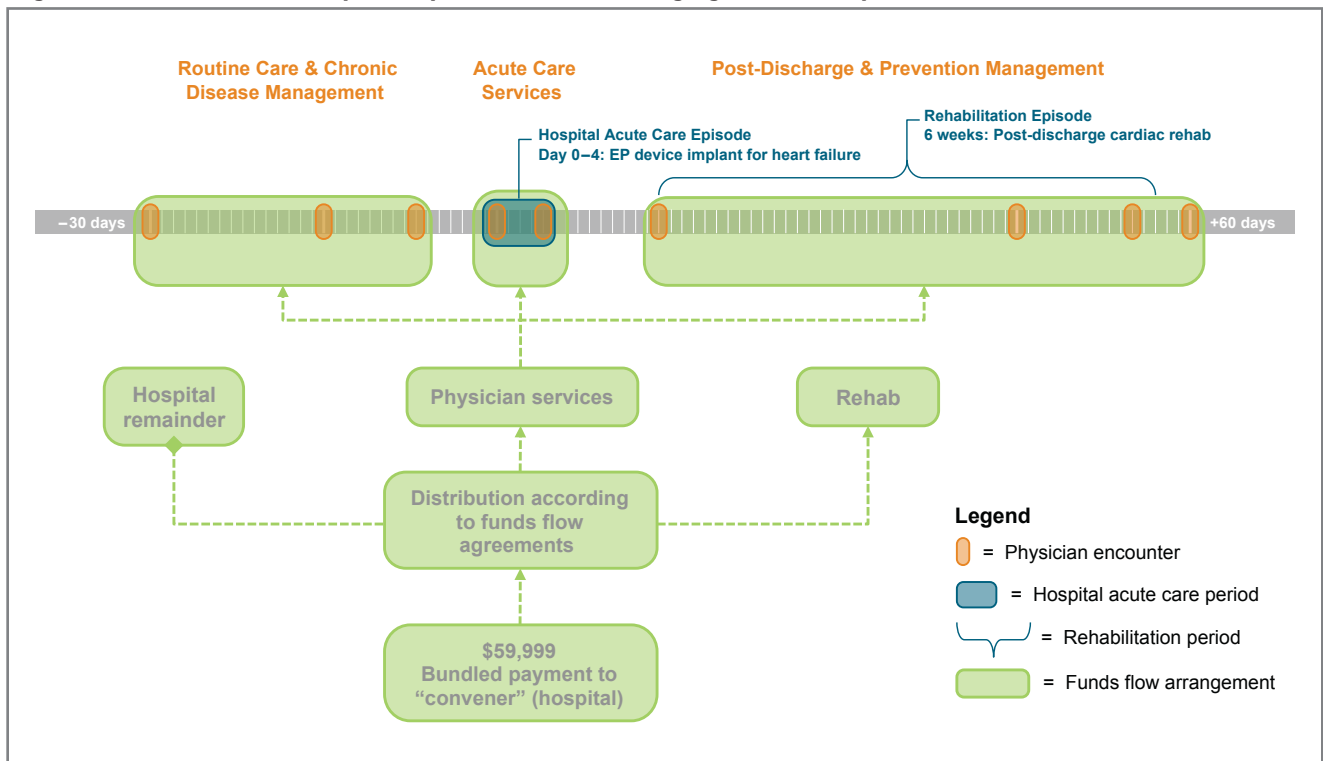 Routine Care & Chronic
Disease Management
Acute Care
Services
Post-Discharge & Prevention Management
Hospital Acute Care Episode
Day 0–4: EP device implant for heart failure
Rehabilitation Episode
6 weeks: Post-discharge cardiac rehab
–30 days
+60 days
Hospital
remainder
Physician services
Rehab
Distribution according
to funds flow
agreements
$59,999
Bundled payment to
“convener” (hospital)
Legend
= Physician encounter
= Hospital acute care period
= Rehabilitation period
= Funds flow arrangement